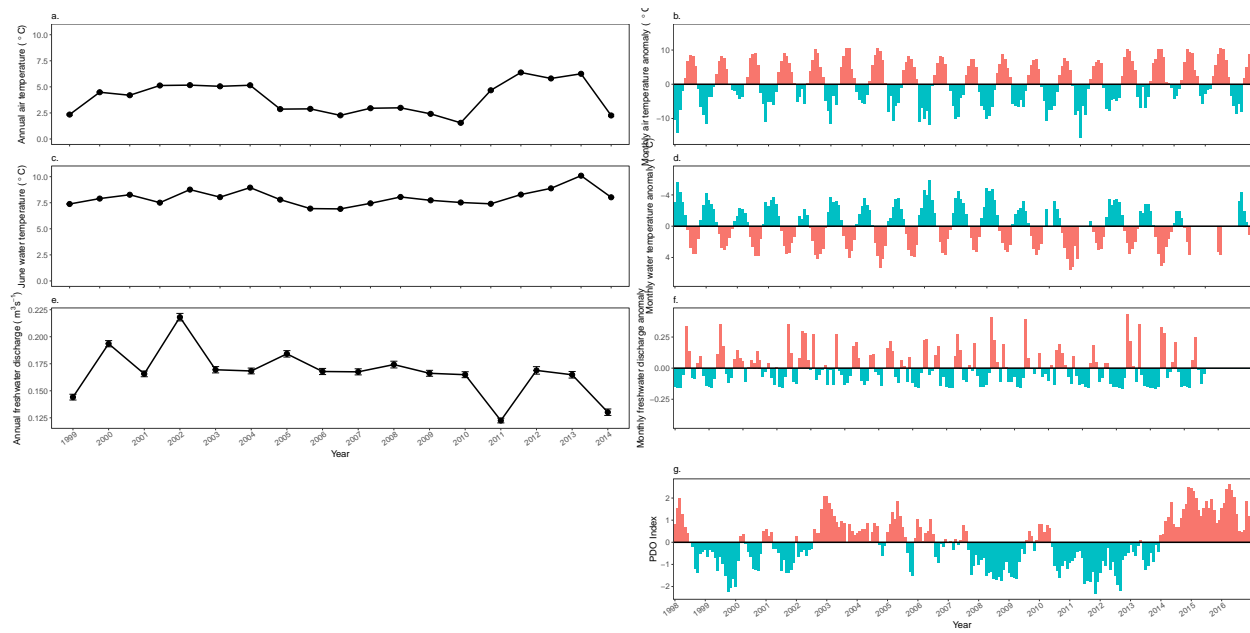 a.
Annual air temperature ( ° C)
10.0
7.5
5.0
2.5
0.0
b.
Monthly air temperature anomaly ( ° C)
10
0
−10
c.
June water temperature ( ° C)
10.0
7.5
5.0
2.5
0.0
d.
Monthly water temperature anomaly ( ° C)
−4
0
4
e.
Annual freshwater discharge ( m³s⁻¹)
0.225
0.200
0.175
0.150
0.125
1999 2000 2001 2002 2003 2004 2005 2006 2007 2008 2009 2010 2011 2012 2013 2014
Year
f.
Monthly freshwater discharge anomaly
0.25
0.00
−0.25
g.
PDO Index
2
1
0
−1
−2
1998 1999 2000 2001 2002 2003 2004 2005 2006 2007 2008 2009 2010 2011 2012 2013 2014 2015 2016
Year